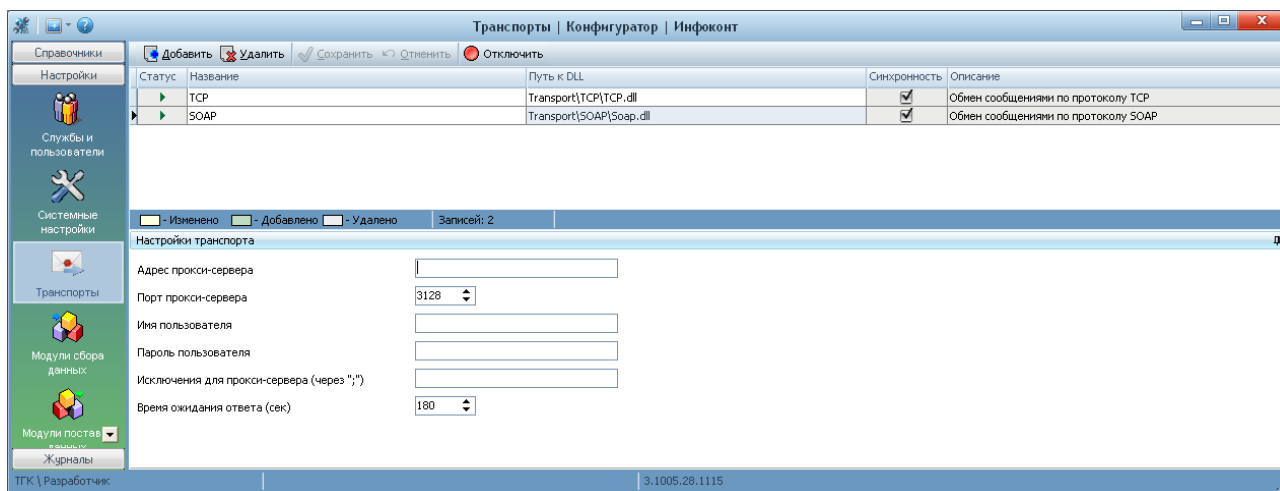 Транспорты | Конфигуратор | Инфоконт
Справочники
Настройки
Службы и
пользователи
Системные
настройки
Транспорты
Модули сбора
данных
Модули постав
Журналы
Добавить Удалить Сохранить Отменить Отключить
Статус Название Путь к DLL Синхронность Описание
TCP Transport\TCP\TCP.dll Обмен сообщениями по протоколу TCP
SOAP Transport\SOAP\Soap.dll Обмен сообщениями по протоколу SOAP
- Изменено - Добавлено - Удалено Записей: 2
Настройки транспорта
Адрес прокси-сервера
Порт прокси-сервера 3128
Имя пользователя
Пароль пользователя
Исключения для прокси-сервера (через ";")
Время ожидания ответа (сек) 180
ТГК \ Разработчик 3.1005.28.1115